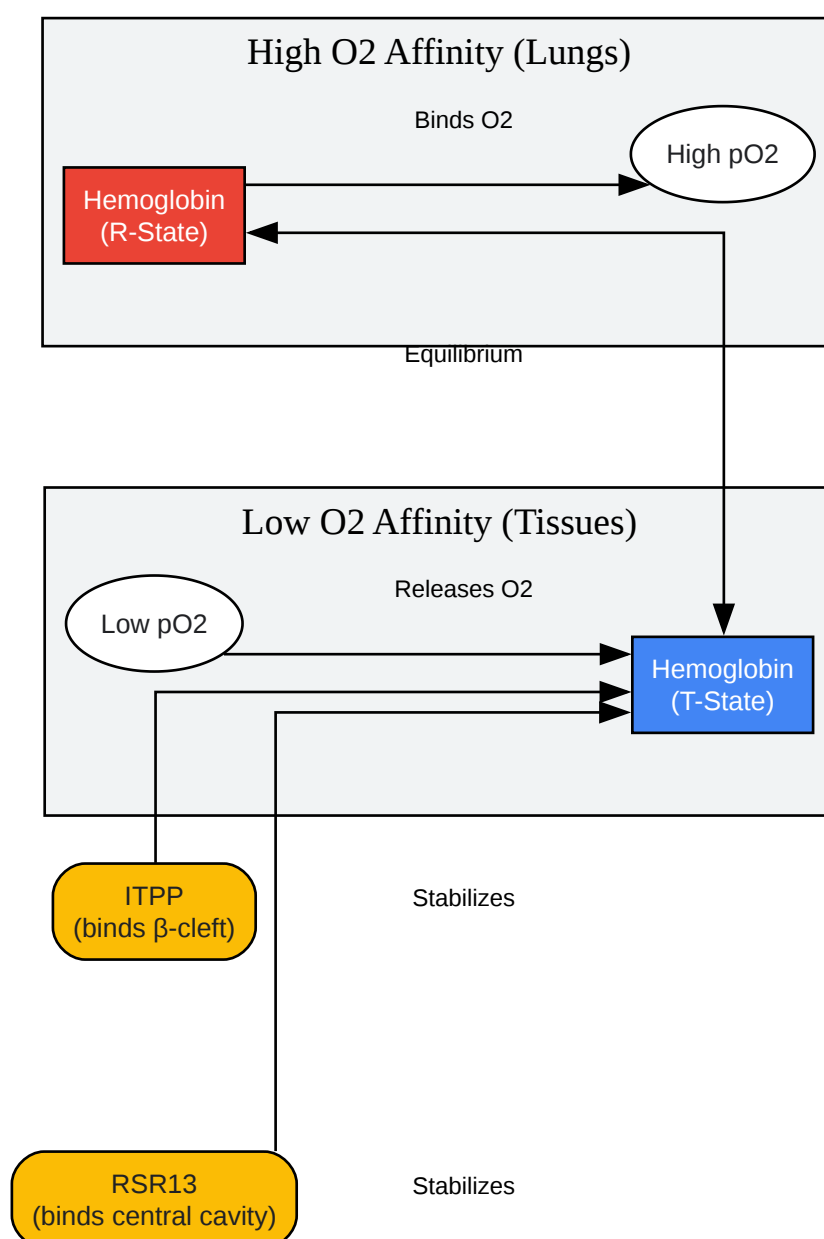 High O2 Affinity (Lungs)
Binds O2
High pO2
Hemoglobin
(R-State)
Equilibrium
Low O2 Affinity (Tissues)
Releases O2
Low pO2
Hemoglobin
(T-State)
ITPP
(binds β-cleft)
Stabilizes
RSR13
(binds central cavity)
Stabilizes